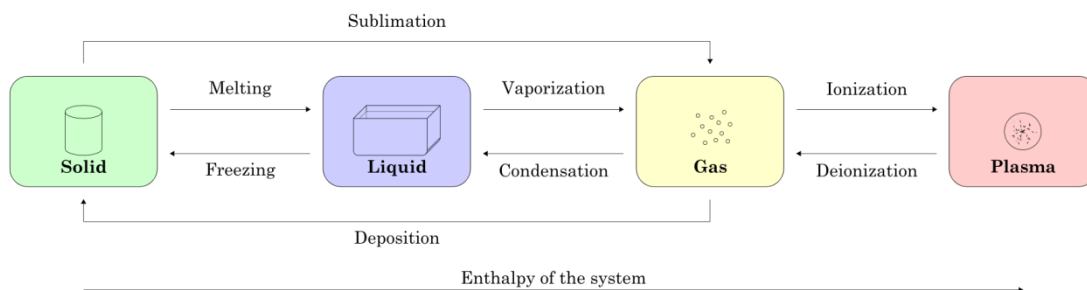 Sublimation
Melting
Vaporization
Ionization
Solid
Freezing
Liquid
Condensation
Gas
Deionization
Plasma
Deposition
Enthalpy of the system